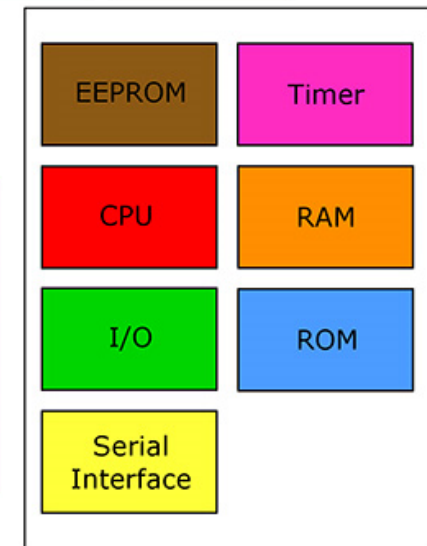 EEPROM
Timer
CPU
RAM
I/O
ROM
Serial
Interface